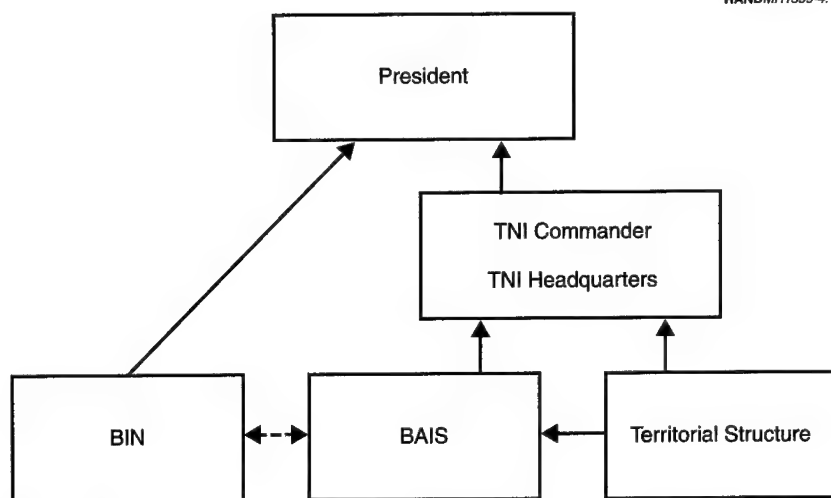 President
TNI Commander
TNI Headquarters
BIN
BAIS
Territorial Structure